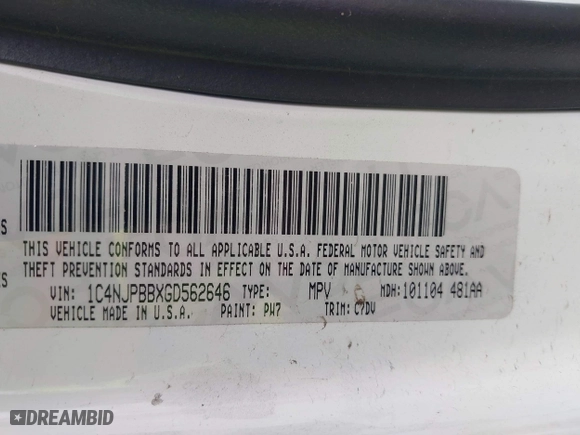 THIS VEHICLE CONFORMS TO ALL APPLICABLE U.S.A. FEDERAL MOTOR VEHICLE SAFETY AND
THEFT PREVENTION STANDARDS IN EFFECT ON THE DATE OF MANUFACTURE SHOWN ABOVE.
VIN: 1C4NJPBBXGD562646 TYPE: MPV MDH: 101104 481AA
VEHICLE MADE IN U.S.A. PAINT: PW7 TRIM: C7DV
DREAMBID